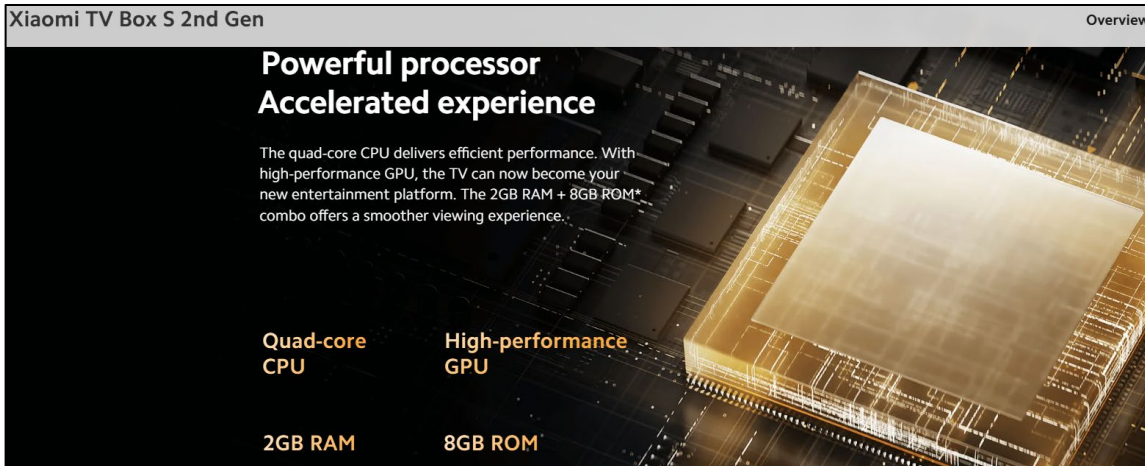 Xiaomi TV Box S 2nd Gen
Overview
Powerful processor
Accelerated experience
The quad-core CPU delivers efficient performance. With
high-performance GPU, the TV can now become your
new entertainment platform. The 2GB RAM + 8GB ROM*
combo offers a smoother viewing experience.
Quad-core
CPU
High-performance
GPU
2GB RAM
8GB ROM